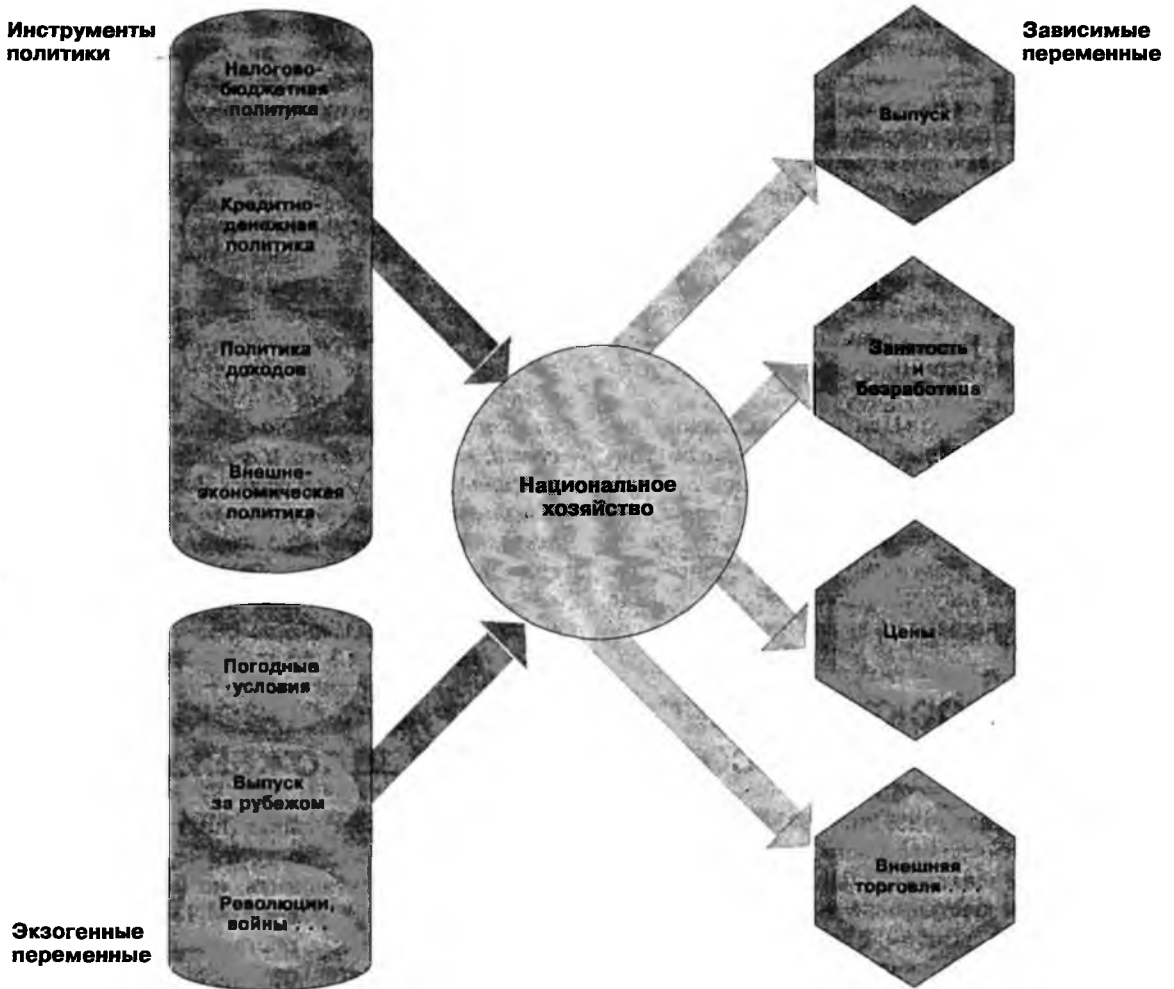 Инструменты
политики
Налогово-
бюджетная
политика
Кредитно-
денежная
политика
Политика
доходов
Внешне-
экономическая
политика
Погодные
условия
Выпуск
за рубежом
Революции,
войны . . .
Экзогенные
переменные
Национальное
хозяйство
Зависимые
переменные
Выпуск
Занятость
и
безработица
Цены
Внешняя
торговля . . .